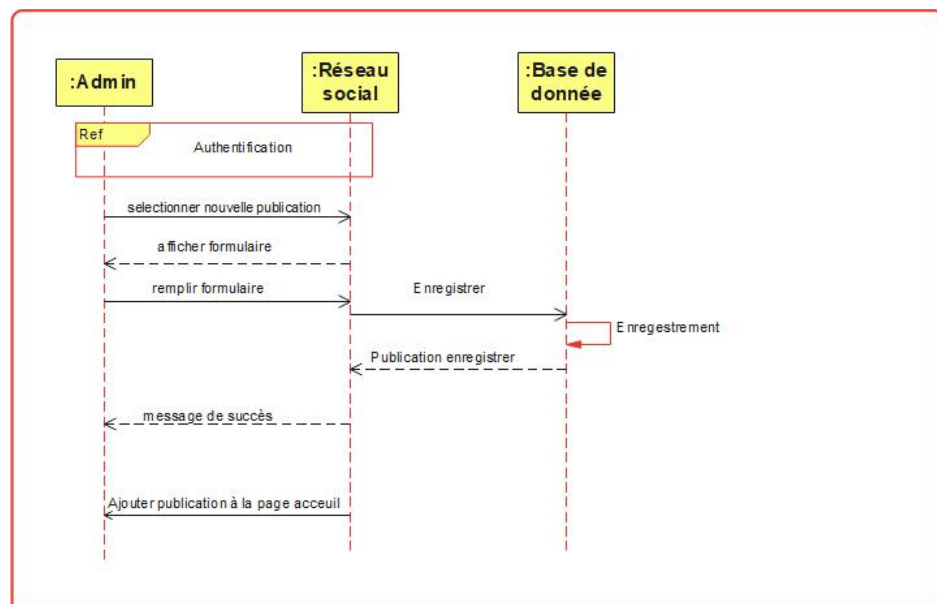 :Admin
:Réseau
social
:Base de
donnée
Ref
Authentification
selectionner nouvelle publication
afficher formulaire
remplir formulaire
Enregistrer
Enregestrement
Publication enregistrer
message de succès
Ajouter publication à la page acceuil